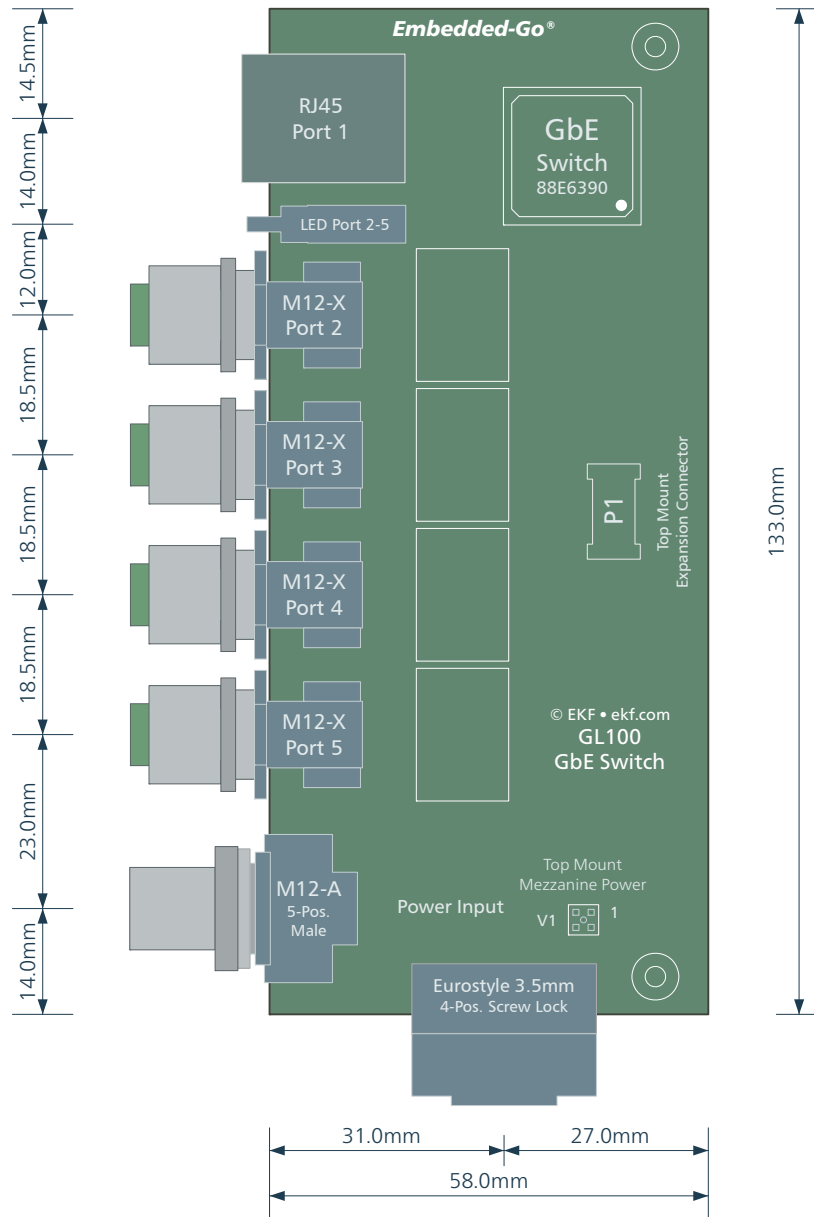 Embedded-Go®
14.5mm
RJ45
Port 1
GbE
Switch
88E6390
14.0mm
LED Port 2-5
12.0mm
M12-X
Port 2
18.5mm
M12-X
Port 3
18.5mm
P1
Top Mount
Expansion Connector
133.0mm
M12-X
Port 4
18.5mm
M12-X
Port 5
© EKF • ekf.com
GL100
GbE Switch
23.0mm
M12-A
5-Pos.
Male
Power Input
Top Mount
Mezzanine Power
V1
1
14.0mm
Eurostyle 3.5mm
4-Pos. Screw Lock
31.0mm
27.0mm
58.0mm